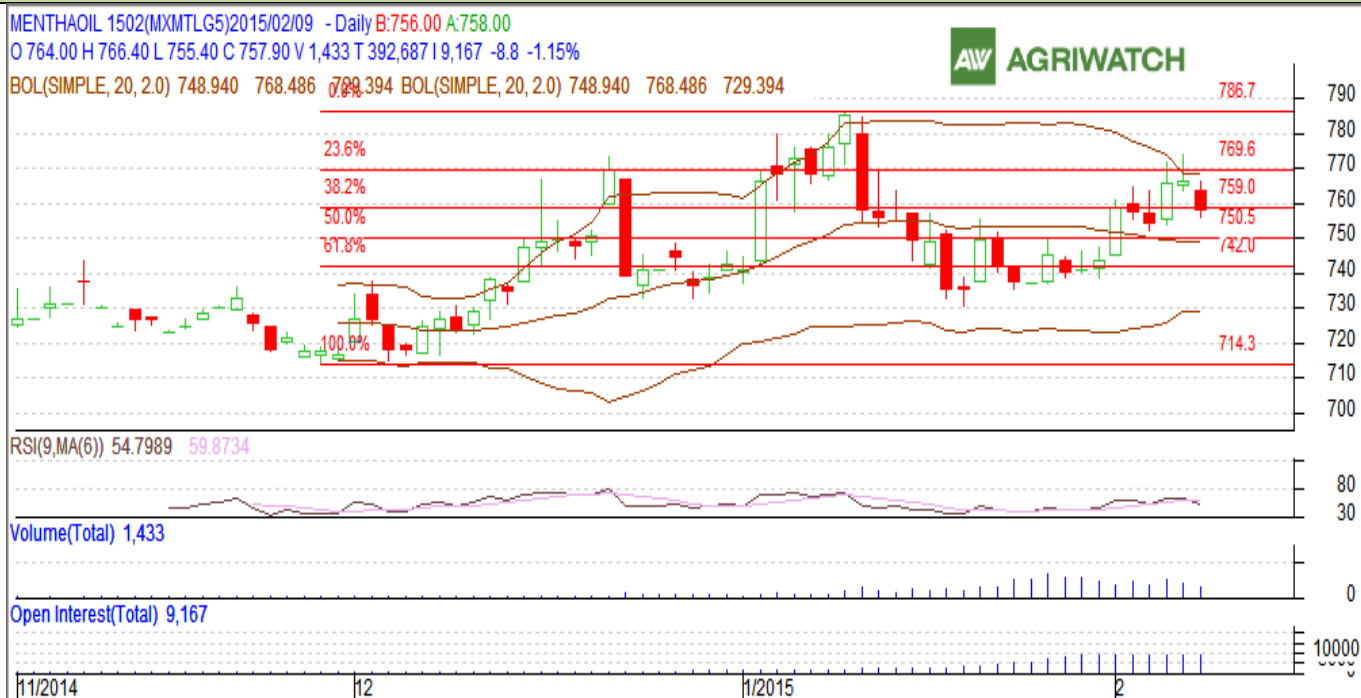 MENTHAOIL 1502(MXMTLG5)2015/02/09 - Daily B:756.00 A:758.00
O 764.00 H 766.40 L 755.40 C 757.90 V 1,433 T 392,687 I 9,167 -8.8 -1.15%
AW AGRIWATCH
BOL(SIMPLE, 20, 2.0) 748.940 768.486 729.394 BOL(SIMPLE, 20, 2.0) 748.940 768.486 729.394
0.0% 786.7 790
780
23.6% 769.6 770
38.2% 759.0 760
50.0% 750.5 750
61.8% 742.0 740
730
100.0% 714.3 720
710
700
RSI(9,MA(6)) 54.7989 59.8734
80
30
Volume(Total) 1,433
0
Open Interest(Total) 9,167
10000
11/2014 12 1/2015 2